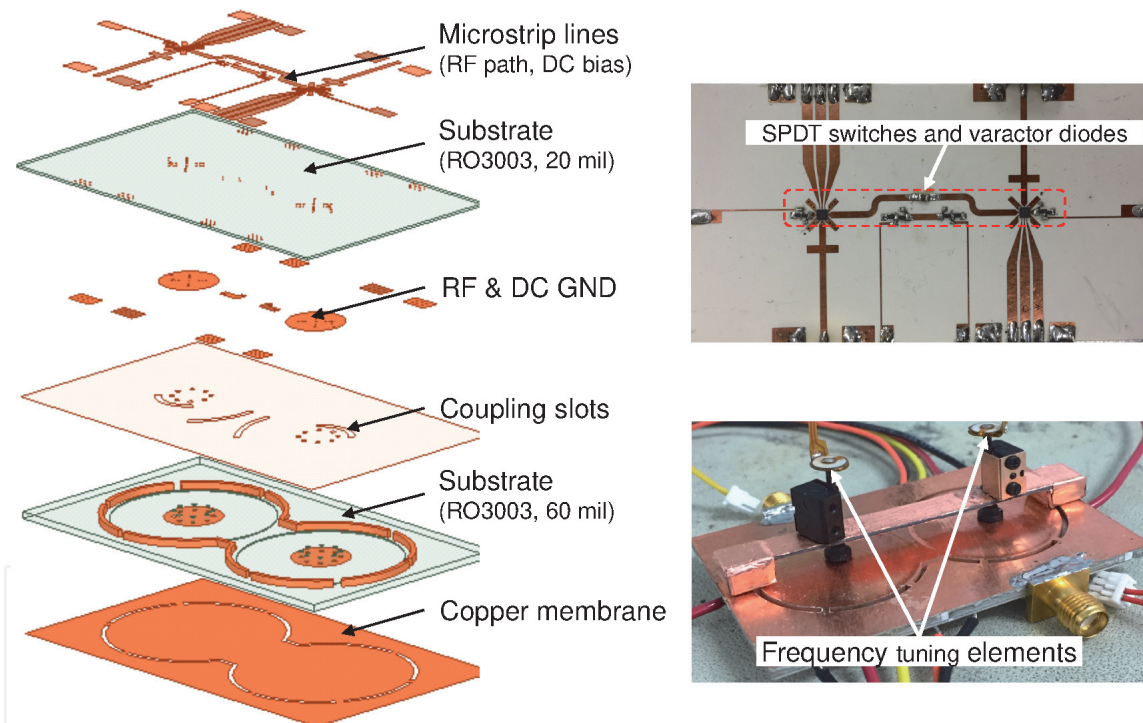 Microstrip lines
(RF path, DC bias)
Substrate
(RO3003, 20 mil)
RF & DC GND
Coupling slots
Substrate
(RO3003, 60 mil)
Copper membrane
SPDT switches and varactor diodes
Frequency tuning elements